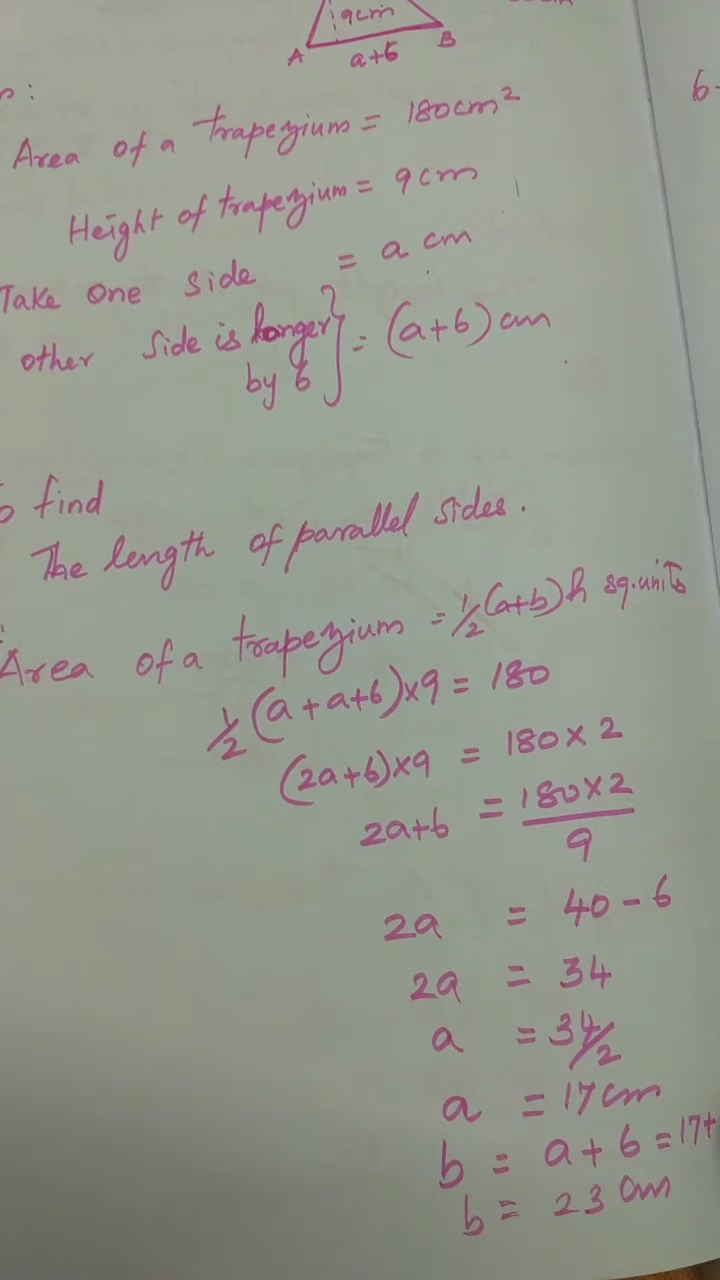 9cm
A B
a+6
6-
Area of a trapezium = 180cm²
Height of trapezium = 9cm
Take one side = a cm
other side is longer by 6 } = (a+6) cm
find
The length of parallel sides.
Area of a trapezium = 1/2 (a+b) h sq.units
1/2 (a+a+6)×9 = 180
(2a+6)×9 = 180×2
2a+6 = 180×2/9
2a = 40-6
2a = 34
a = 34/2
a = 17cm
b = a+6 = 17+
b = 23 cm